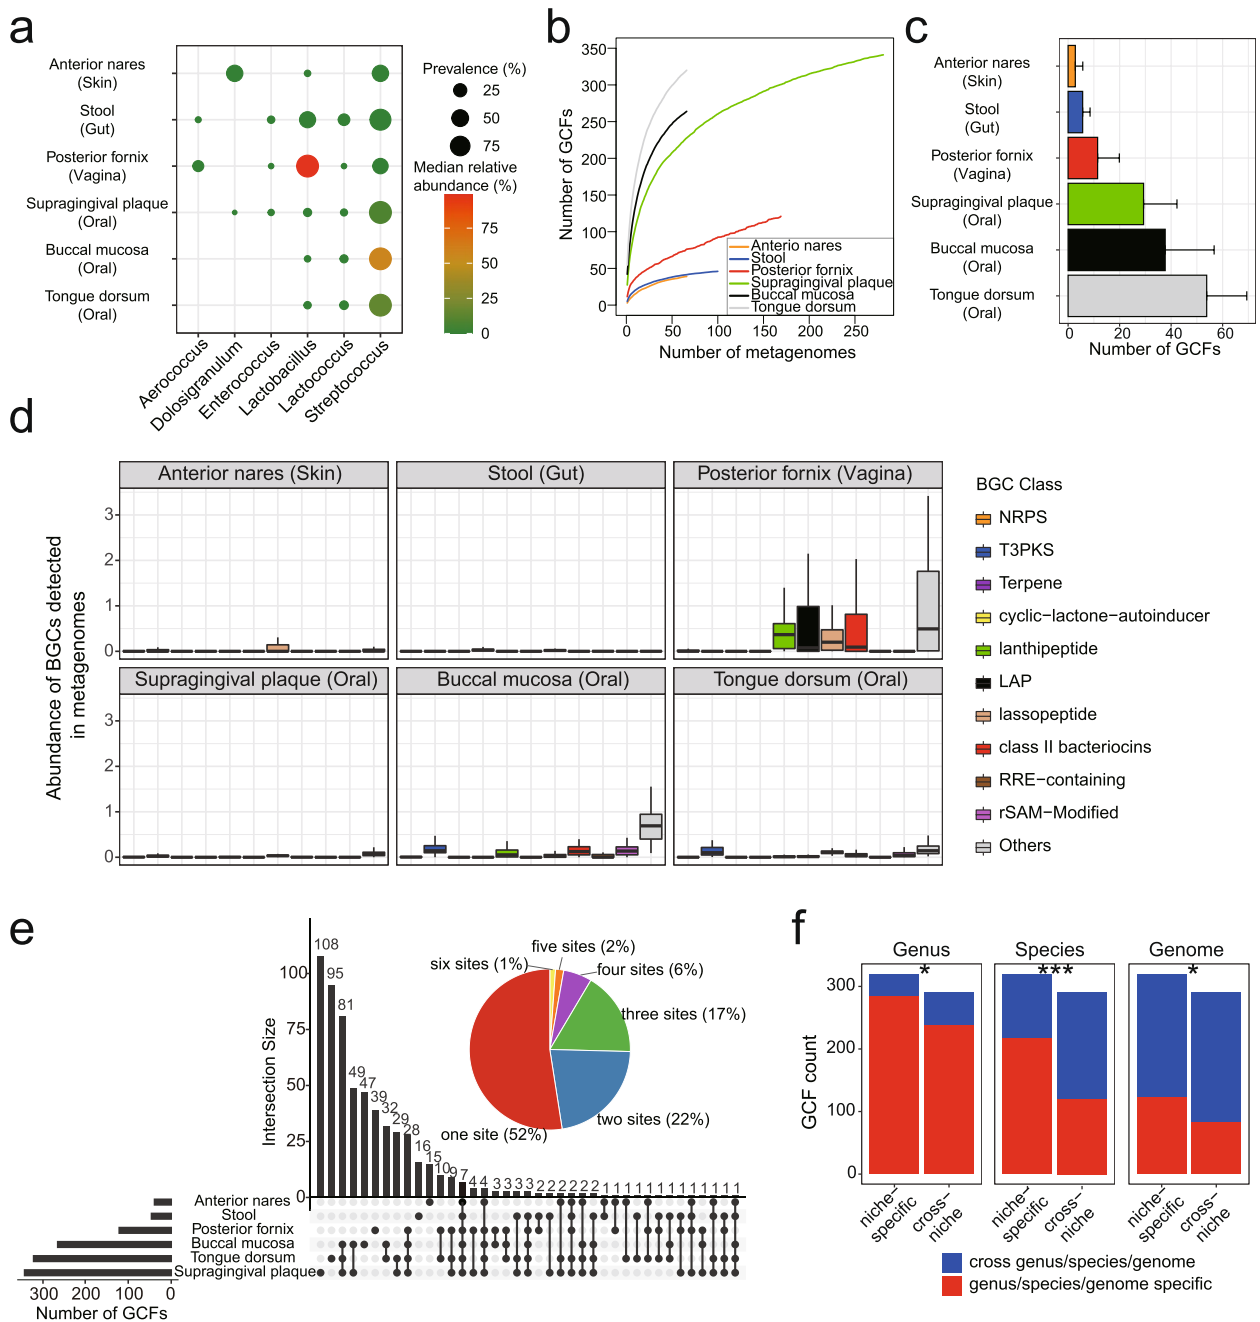 a
Anterior nares
(Skin)
Stool
(Gut)
Posterior fornix
(Vagina)
Supragingival plaque
(Oral)
Buccal mucosa
(Oral)
Tongue dorsum
(Oral)
Aerococcus
Dolosigranulum
Enterococcus
Lactobacillus
Lactococcus
Streptococcus
Prevalence (%)
25
50
75
Median relative
abundance (%)
75
50
25
0
b
Number of GCFs
350
300
250
200
150
100
50
0
0
50
100
150
200
250
Number of metagenomes
Anterio nares
Stool
Posterior fornix
Supragingival plaque
Buccal mucosa
Tongue dorsum
c
Anterior nares
(Skin)
Stool
(Gut)
Posterior fornix
(Vagina)
Supragingival plaque
(Oral)
Buccal mucosa
(Oral)
Tongue dorsum
(Oral)
0
20
40
60
Number of GCFs
d
Abundance of BGCs detected
in metagenomes
Anterior nares (Skin)
Stool (Gut)
Posterior fornix (Vagina)
3
2
1
0
Supragingival plaque (Oral)
Buccal mucosa (Oral)
Tongue dorsum (Oral)
3
2
1
0
BGC Class
NRPS
T3PKS
Terpene
cyclic−lactone−autoinducer
lanthipeptide
LAP
lassopeptide
class II bacteriocins
RRE−containing
rSAM−Modified
Others
e
Intersection Size
100
75
50
25
0
108
95
81
49
47
39
32
29
28
16
15
10
9
7
4
4
3
3
3
3
2
2
2
2
2
2
1
1
1
1
1
1
1
1
1
1
1
1
1
six sites (1%)
five sites (2%)
four sites (6%)
three sites (17%)
two sites (22%)
one site (52%)
Anterior nares
Stool
Posterior fornix
Buccal mucosa
Tongue dorsum
Supragingival plaque
300
200
100
0
Number of GCFs
f
Genus
Species
Genome
*
***
*
GCF count
300
200
100
0
niche−
specific
cross−
niche
niche−
specific
cross−
niche
niche−
specific
cross−
niche
cross genus/species/genome
genus/species/genome specific